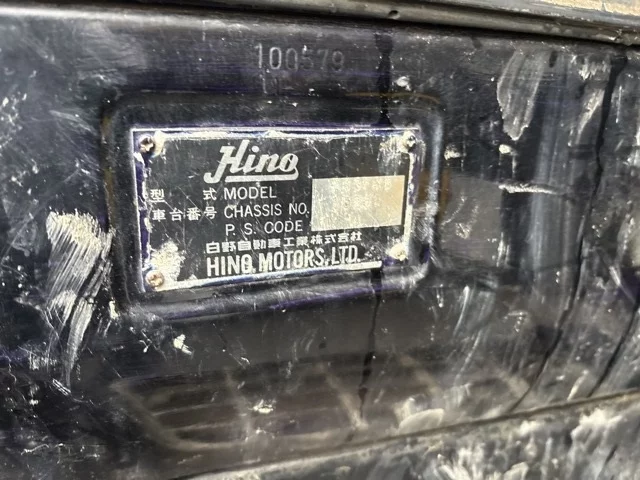 100579
Hino
型 式 MODEL
車台番号 CHASSIS NO.
P. S. CODE
日野自動車工業株式会社
HINO MOTORS, LTD.